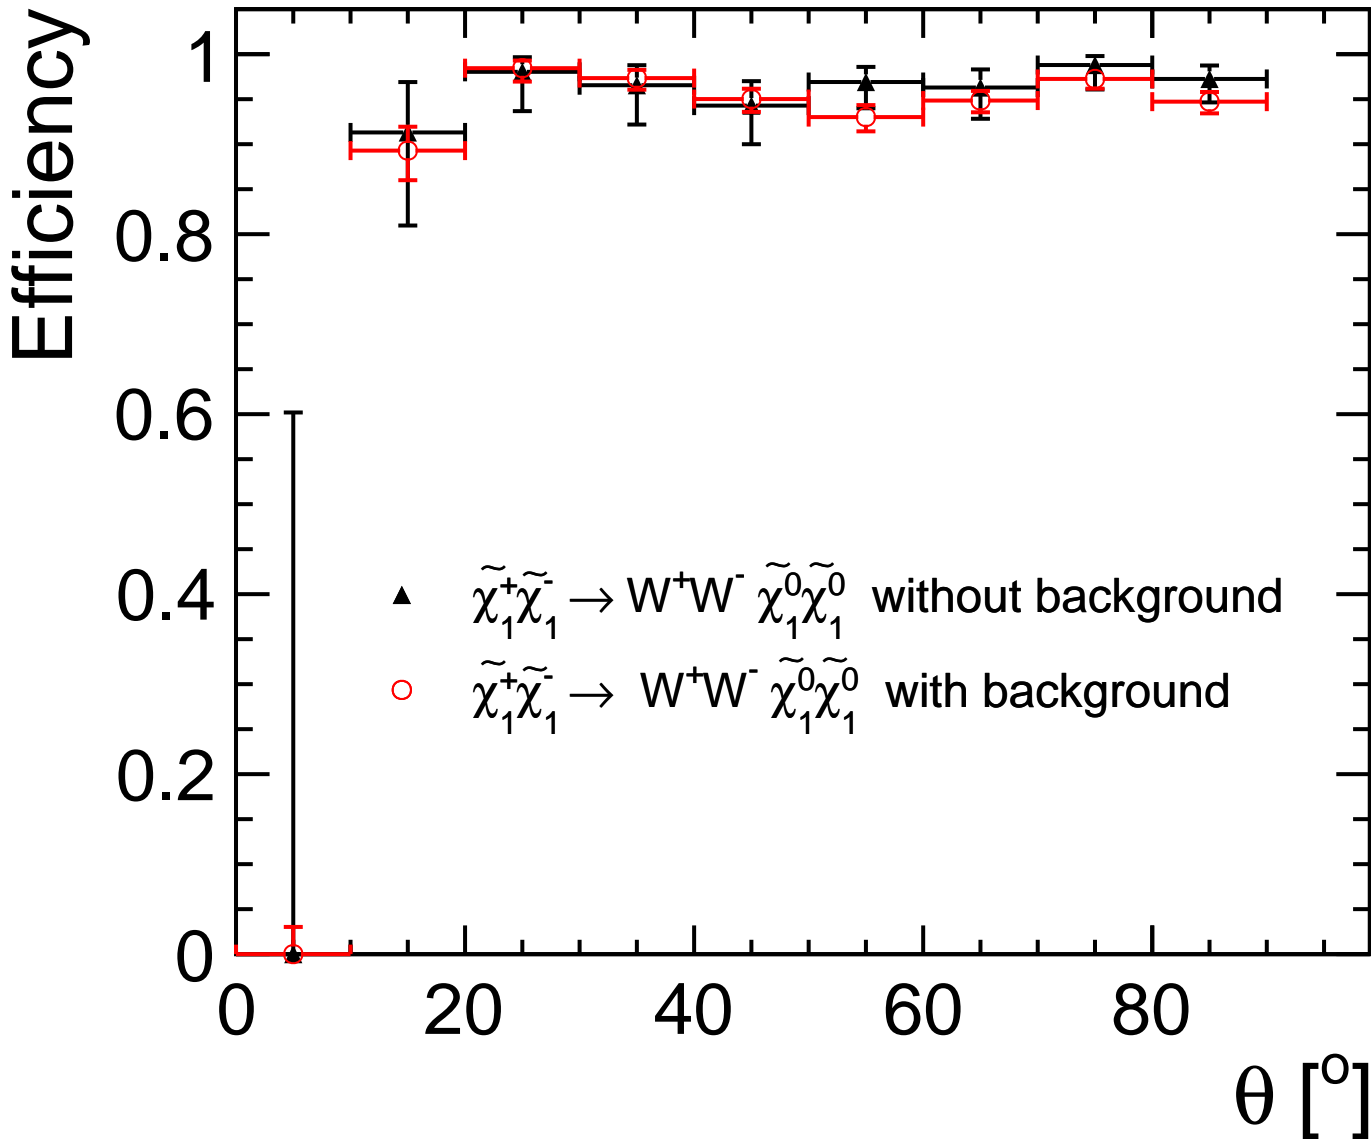 Efficiency
1
0.8
0.6
0.4
0.2
0
0 20 40 60 80
θ [°]
χ̃₁⁺χ̃₁⁻ → W⁺W⁻ χ̃₁⁰χ̃₁⁰ without background
χ̃₁⁺χ̃₁⁻ → W⁺W⁻ χ̃₁⁰χ̃₁⁰ with background